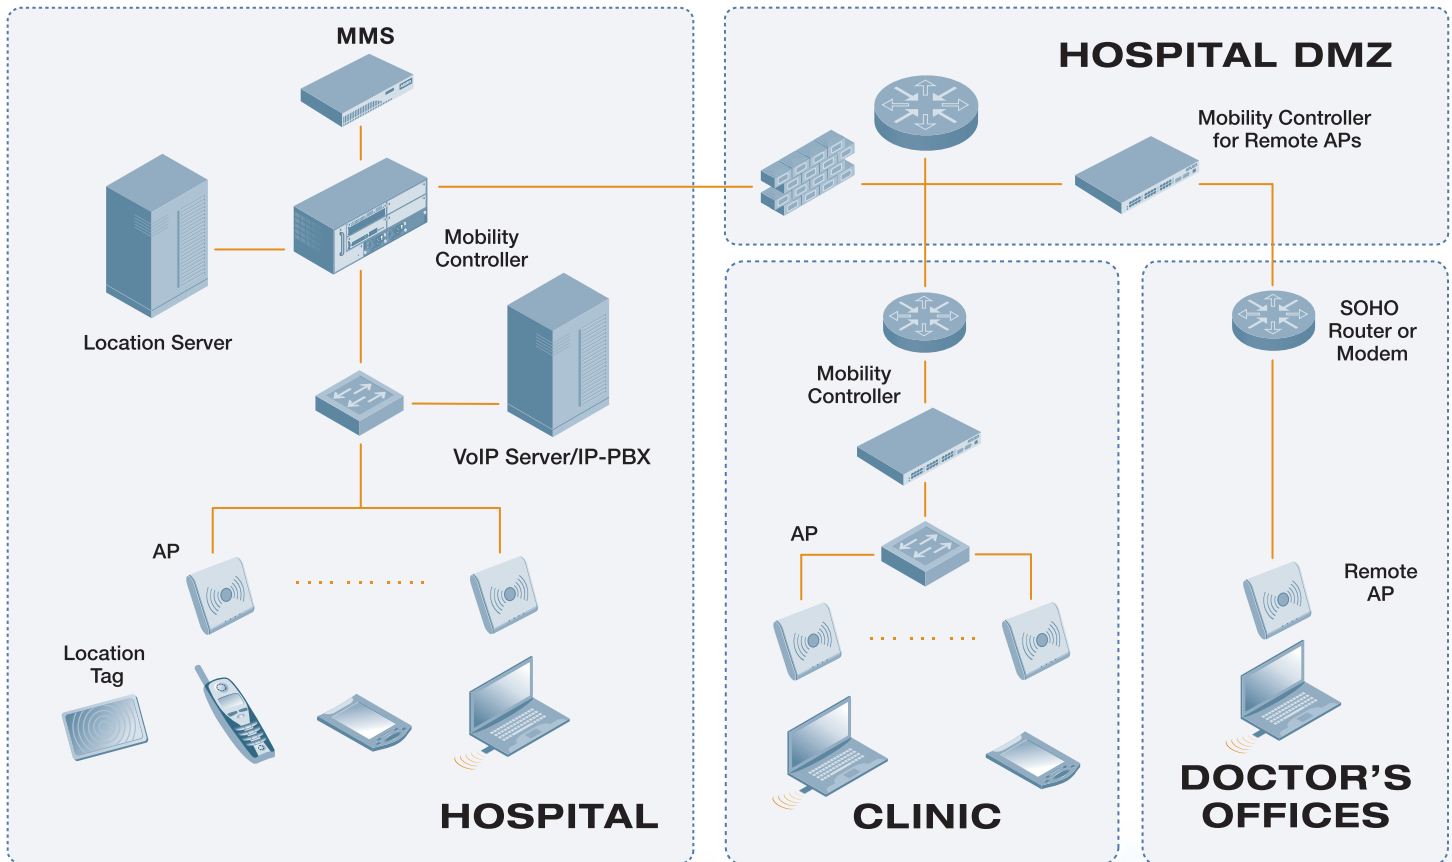 MMS
HOSPITAL DMZ
Mobility Controller
for Remote APs
Mobility
Controller
Location Server
VoIP Server/IP-PBX
AP
Location
Tag
HOSPITAL
Mobility
Controller
AP
CLINIC
SOHO
Router or
Modem
Remote
AP
DOCTOR’S
OFFICES